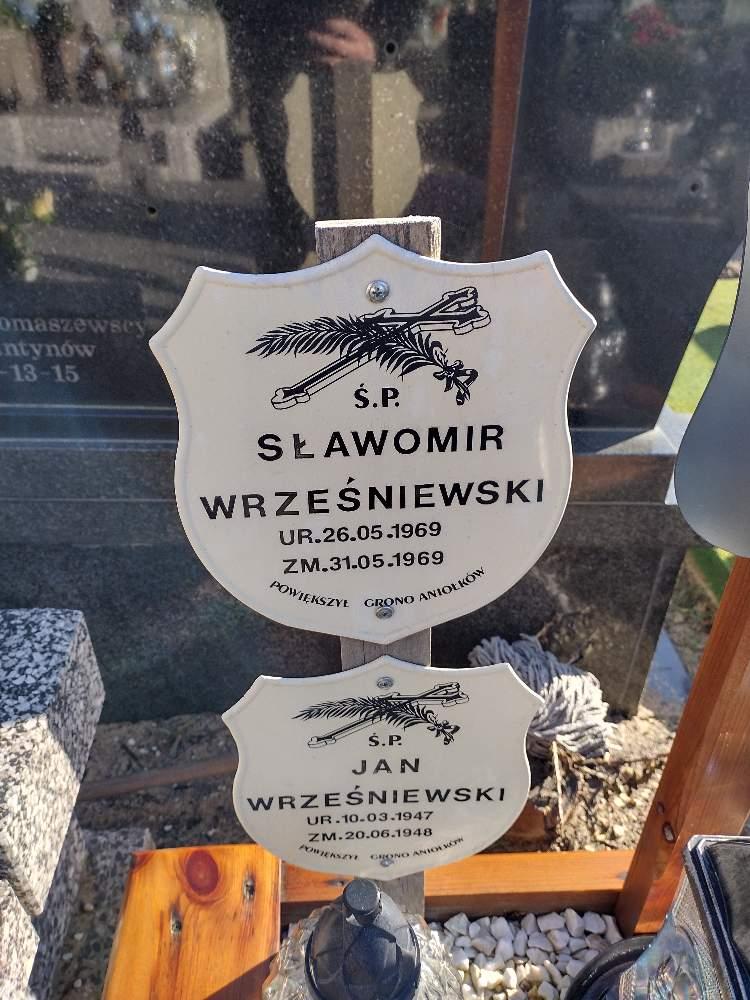 omaszewscy
ntynów
-13-15
Ś.P.
SŁAWOMIR
WRZEŚNIEWSKI
UR.26.05.1969
ZM.31.05.1969
POWIĘKSZYŁ GRONO ANIOŁKÓW
Ś.P.
JAN
WRZEŚNIEWSKI
UR.10.03.1947
ZM.20.06.1948
POWIĘKSZYŁ GRONO ANIOŁKÓW